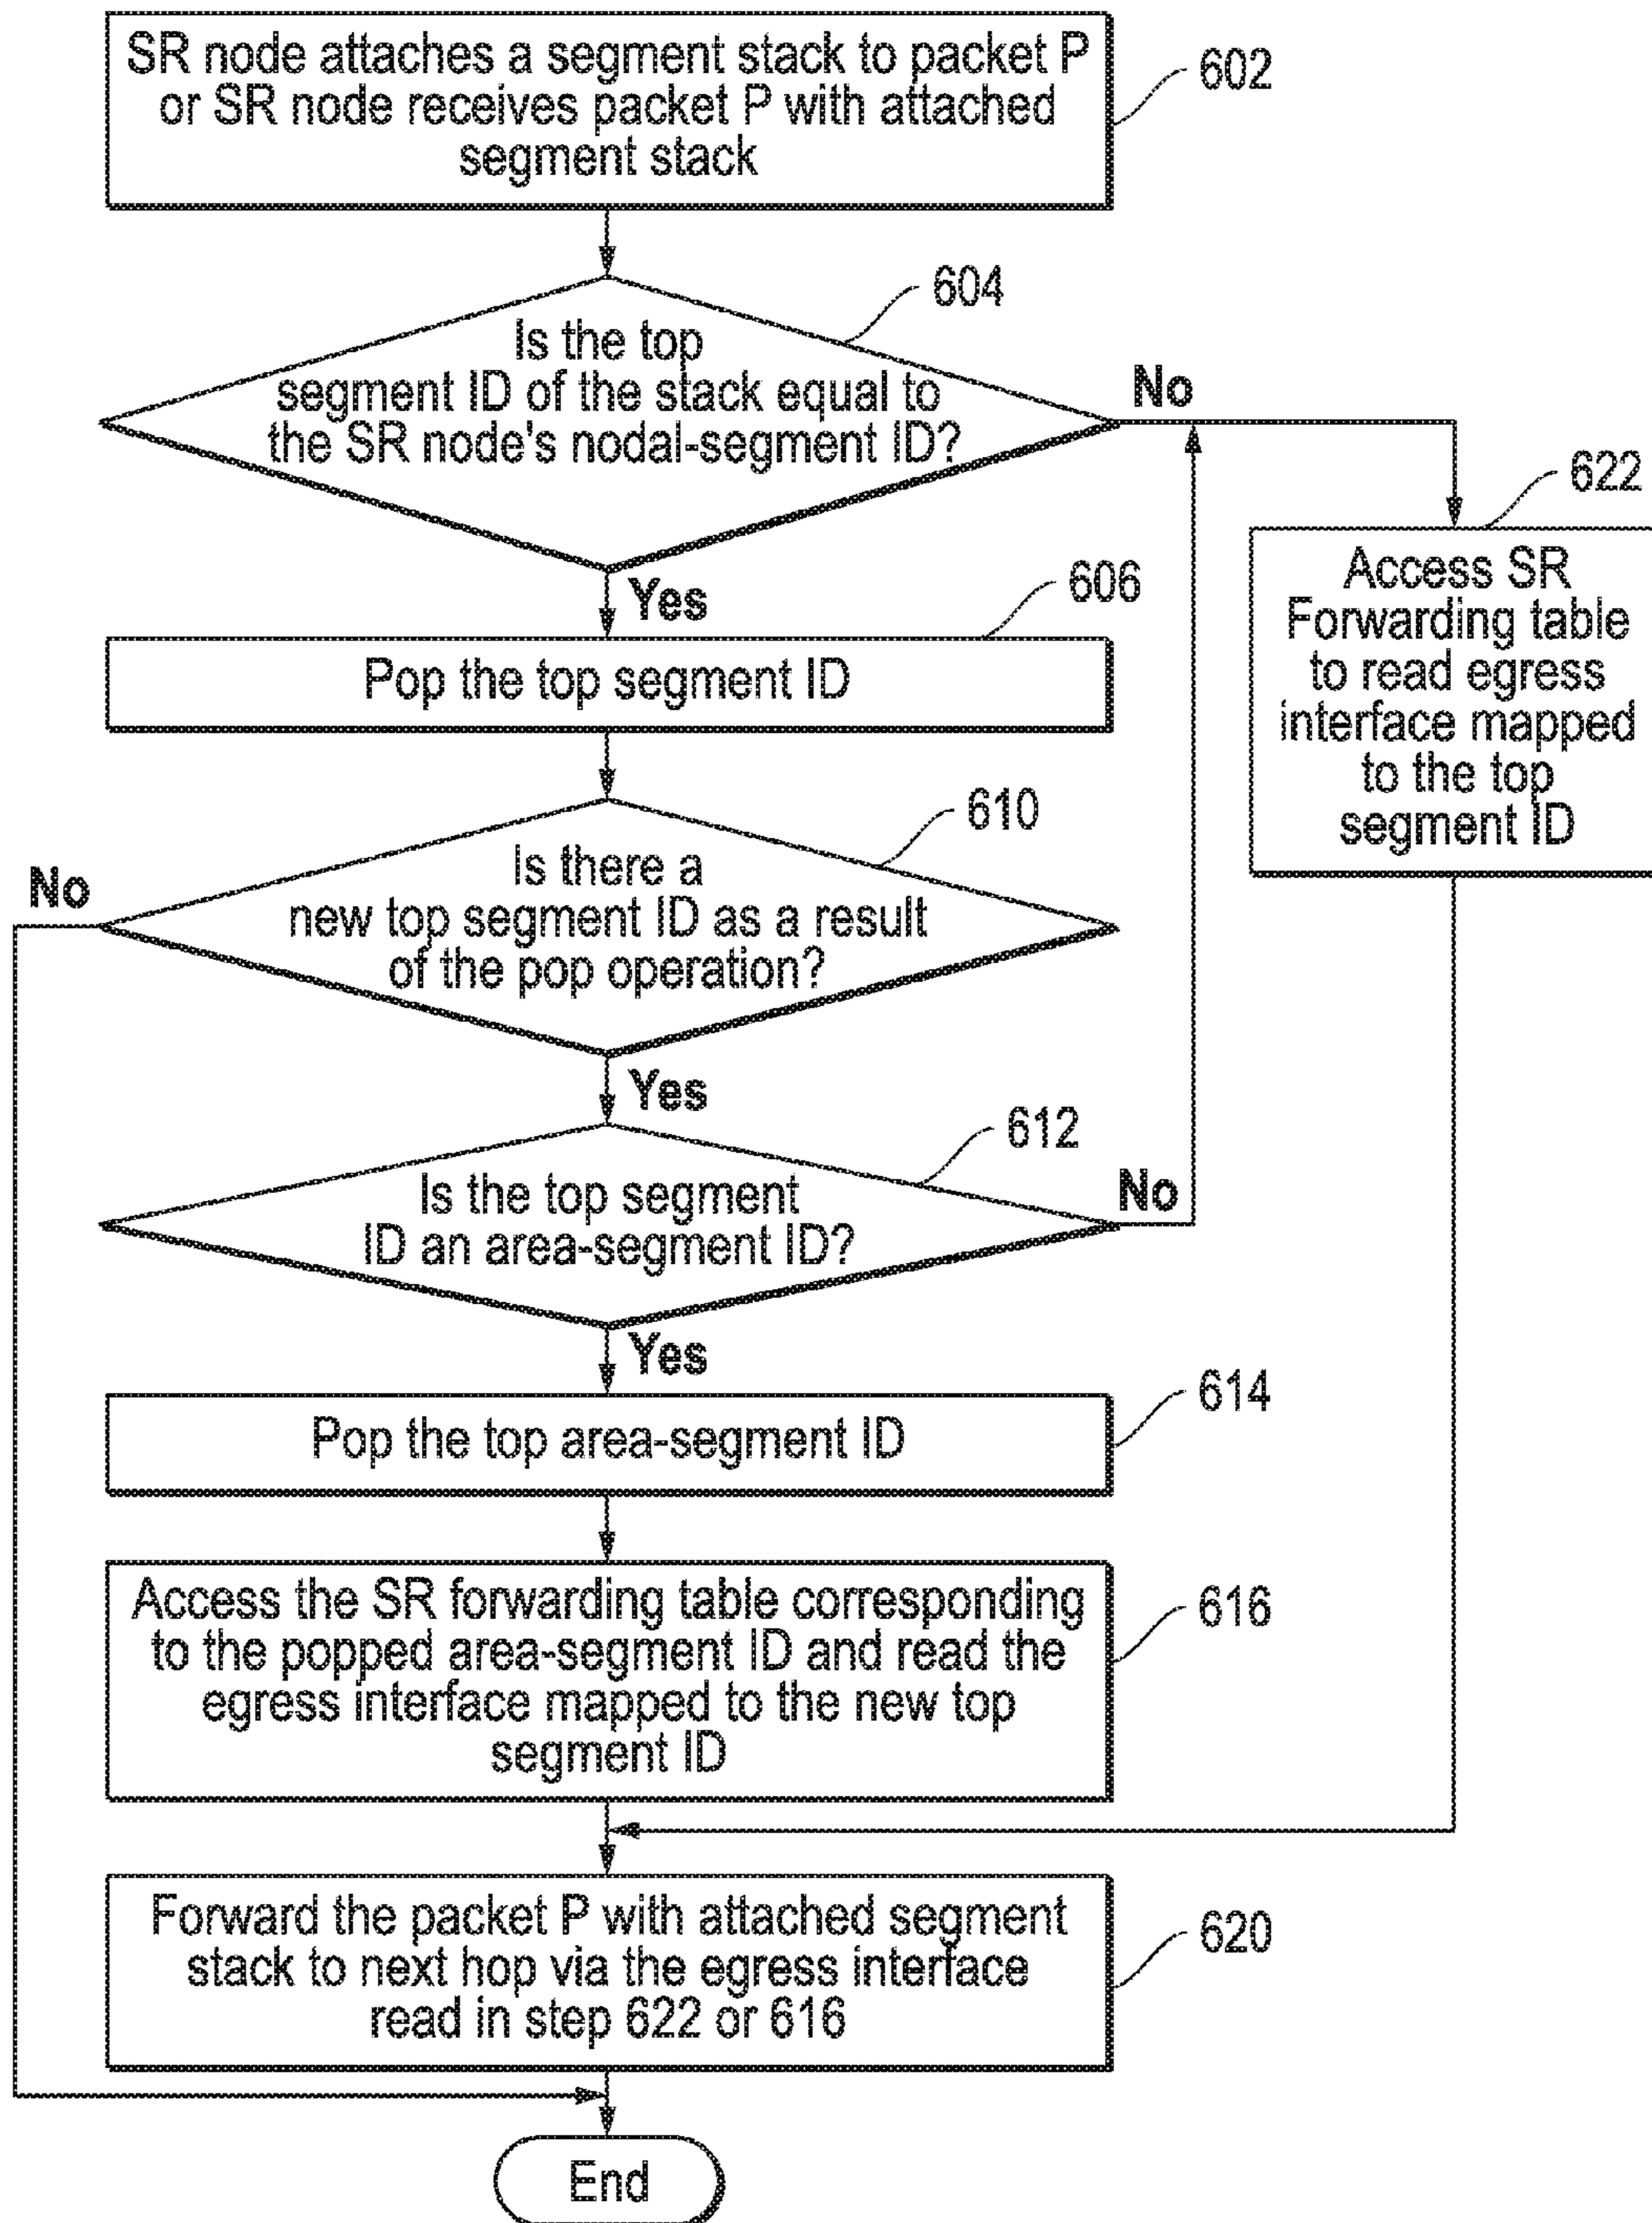 SR node attaches a segment stack to packet P
or SR node receives packet P with attached
segment stack
602
604
Is the top
segment ID of the stack equal to
the SR node's nodal-segment ID?
No
622
Access SR
Forwarding table
to read egress
interface mapped
to the top
segment ID
Yes
606
Pop the top segment ID
610
Is there a
new top segment ID as a result
of the pop operation?
No
Yes
612
Is the top segment
ID an area-segment ID?
No
Yes
614
Pop the top area-segment ID
Access the SR forwarding table corresponding
to the popped area-segment ID and read the
egress interface mapped to the new top
segment ID
616
Forward the packet P with attached segment
stack to next hop via the egress interface
read in step 622 or 616
620
End